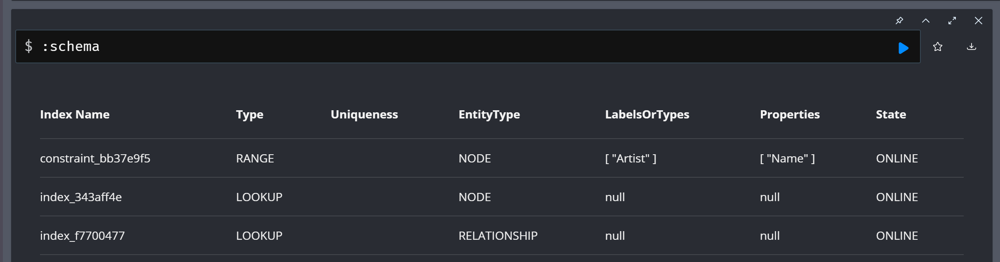 $ :schema
Index Name Type Uniqueness EntityType LabelsOrTypes Properties State
constraint_bb37e9f5 RANGE NODE [ "Artist" ] [ "Name" ] ONLINE
index_343aff4e LOOKUP NODE null null ONLINE
index_f7700477 LOOKUP RELATIONSHIP null null ONLINE